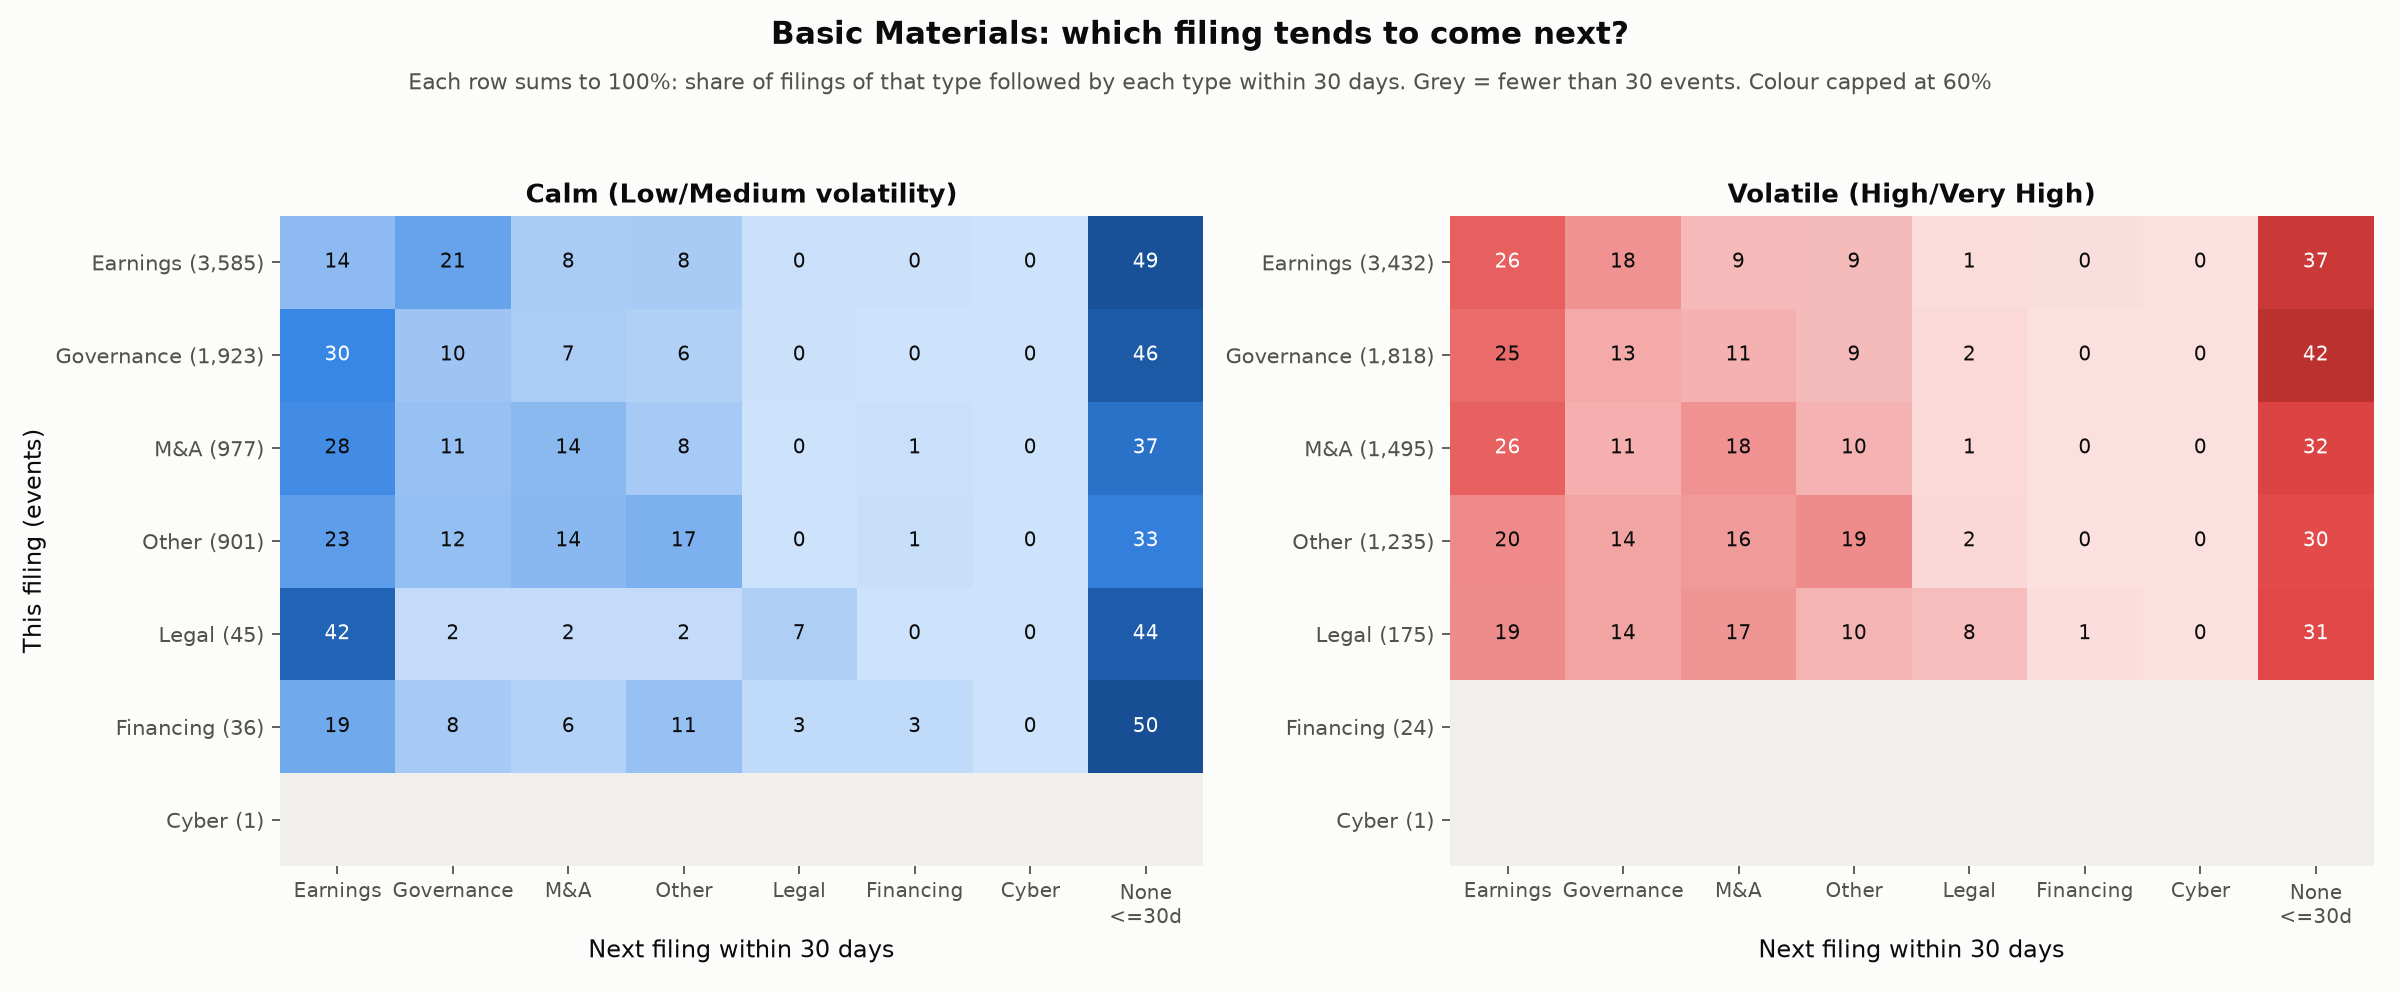 Basic Materials: which filing tends to come next?
Each row sums to 100%: share of filings of that type followed by each type within 30 days. Grey = fewer than 30 events. Colour capped at 60%
Calm (Low/Medium volatility)
This filing (events)
Earnings (3,585) 14 21 8 8 0 0 0 49
Governance (1,923) 30 10 7 6 0 0 0 46
M&A (977) 28 11 14 8 0 1 0 37
Other (901) 23 12 14 17 0 1 0 33
Legal (45) 42 2 2 2 7 0 0 44
Financing (36) 19 8 6 11 3 3 0 50
Cyber (1)
Earnings Governance M&A Other Legal Financing Cyber None
<=30d
Next filing within 30 days
Volatile (High/Very High)
Earnings (3,432) 26 18 9 9 1 0 0 37
Governance (1,818) 25 13 11 9 2 0 0 42
M&A (1,495) 26 11 18 10 1 0 0 32
Other (1,235) 20 14 16 19 2 0 0 30
Legal (175) 19 14 17 10 8 1 0 31
Financing (24)
Cyber (1)
Earnings Governance M&A Other Legal Financing Cyber None
<=30d
Next filing within 30 days